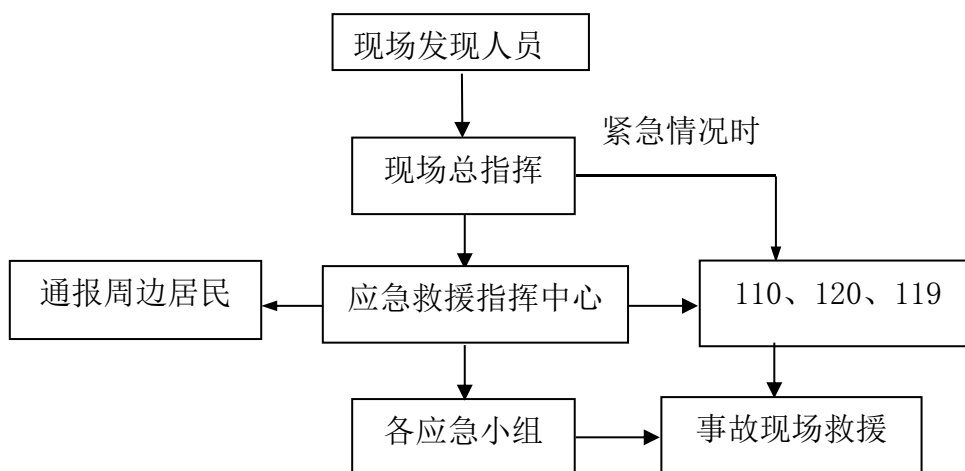 现场发现人员
紧急情况时
现场总指挥
通报周边居民
应急救援指挥中心
110、120、119
各应急小组
事故现场救援